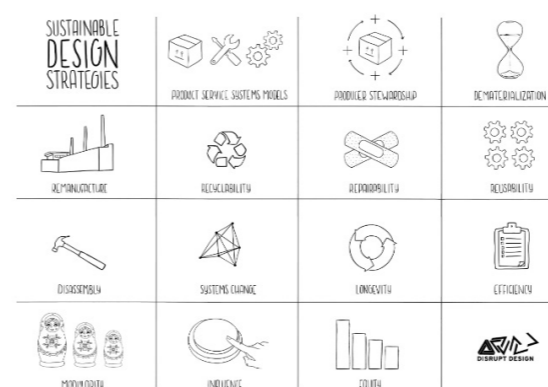 SUSTAINABLE
DESIGN
STRATEGIES
PRODUCT SERVICE SYSTEMS MODELS
PRODUCER STEWARDSHIP
DEMATERIALIZATION
REMANUFACTURE
RECYCLABILITY
REPAIRABILITY
REUSABILITY
DISASSEMBLY
SYSTEMS CHANGE
LONGEVITY
EFFICIENCY
MODULARITY
INFLUENCE
EQUITY
DISRUPT DESIGN